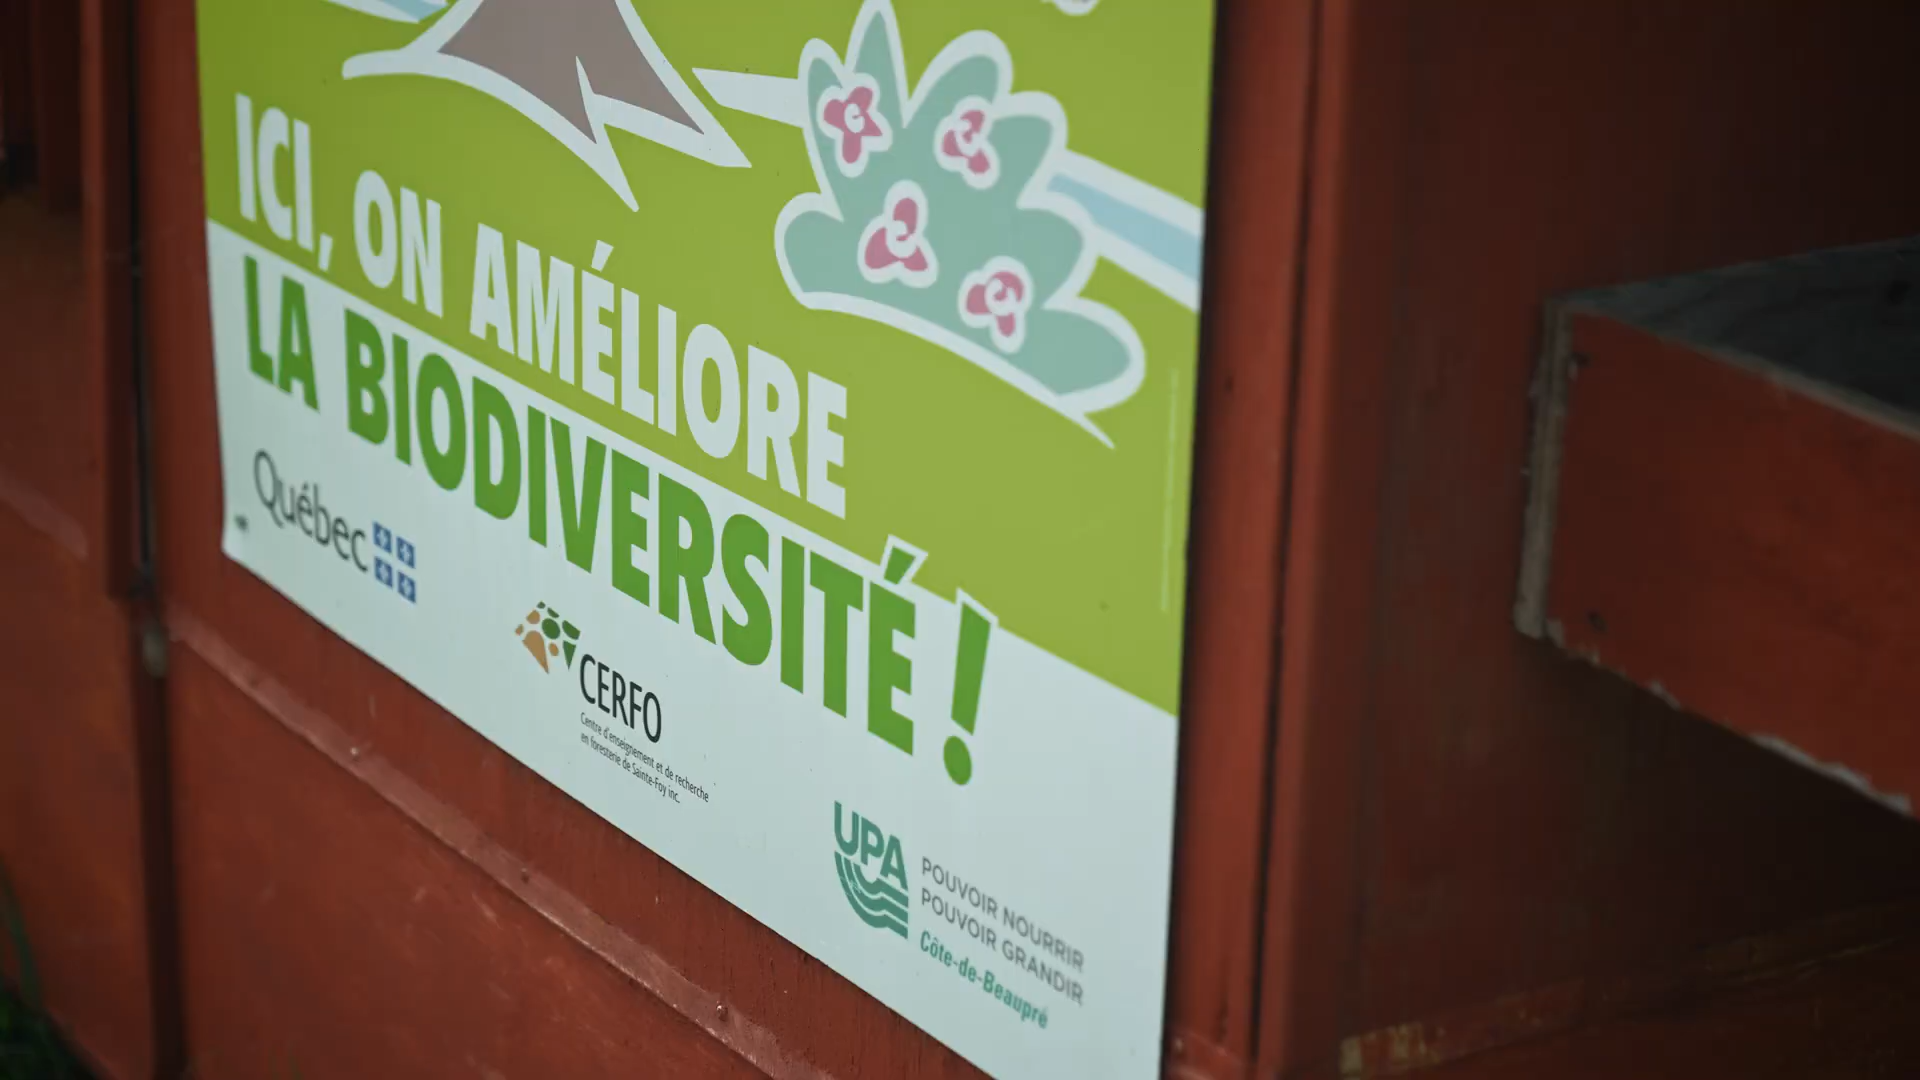 ICI, ON AMÉLIORE
LA BIODIVERSITÉ !
Québec
CERFO
Centre d'enseignement et de recherche
en foresterie de Sainte-Foy inc.
UPA
POUVOIR NOURRIR
POUVOIR GRANDIR
Côte-de-Beaupré